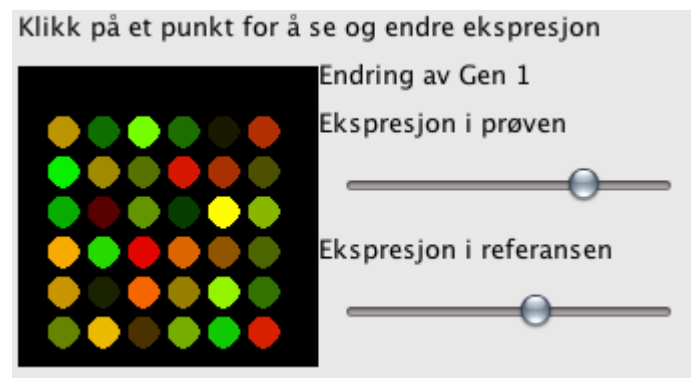 Klikk på et punkt for å se og endre ekspresjon
Endring av Gen 1
Ekspresjon i prøven
Ekspresjon i referansen